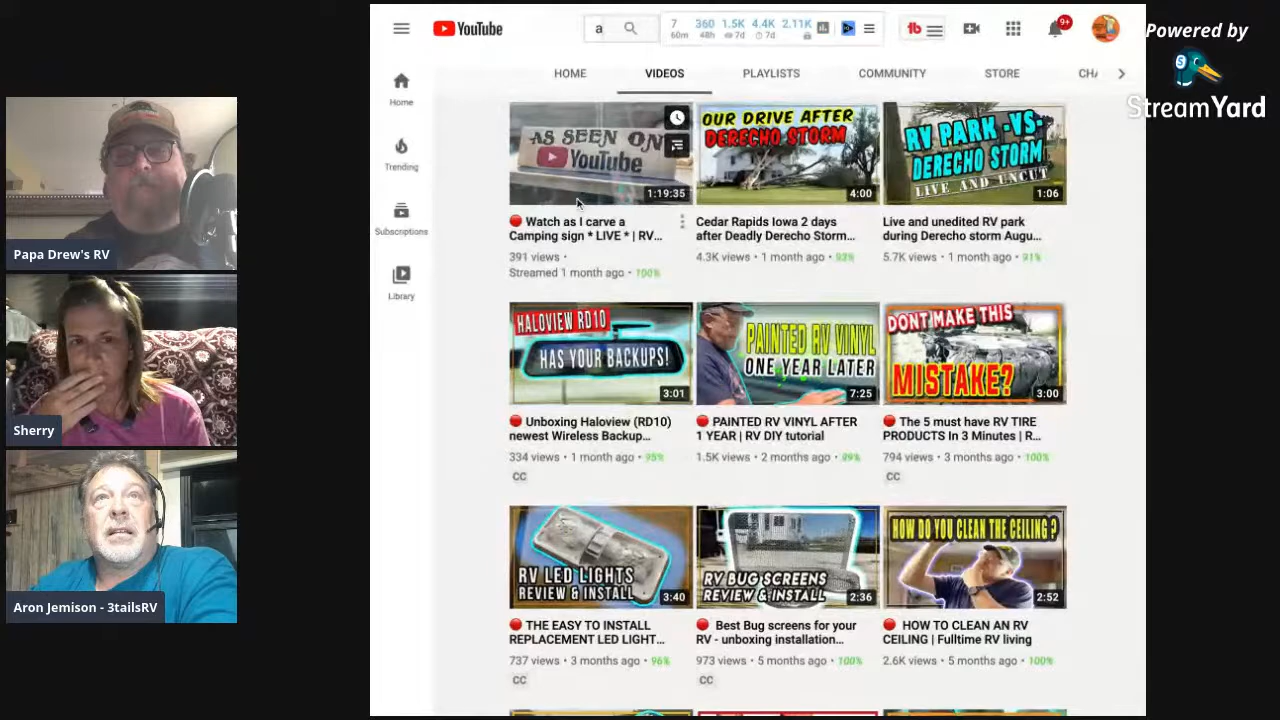 YouTube
a
7 360 1.5K 4.4K 2.11K
60m 48h 7d 7d
tb
9+
Powered by
StreamYard
HOME VIDEOS PLAYLISTS COMMUNITY STORE
Home
Trending
Subscriptions
Library
Papa Drew's RV
Sherry
Aron Jemison - 3tailsRV
AS SEEN ON
YouTube
1:19:35
OUR DRIVE AFTER
DERECHO STORM
4:00
RV PARK -VS-
DERECHO STORM
LIVE AND UNCUT
1:06
Watch as I carve a
Camping sign * LIVE * | RV...
391 views •
Streamed 1 month ago • 100%
Cedar Rapids Iowa 2 days
after Deadly Derecho Storm...
4.3K views • 1 month ago • 93%
Live and unedited RV park
during Derecho storm Augu...
5.7K views • 1 month ago • 91%
HALOVIEW RD10
HAS YOUR BACKUPS!
3:01
PAINTED RV VINYL
ONE YEAR LATER
7:25
DONT MAKE THIS
MISTAKE?
3:00
Unboxing Haloview (RD10)
newest Wireless Backup...
334 views • 1 month ago • 95%
CC
PAINTED RV VINYL AFTER
1 YEAR | RV DIY tutorial
1.5K views • 2 months ago • 99%
The 5 must have RV TIRE
PRODUCTS In 3 Minutes | R...
794 views • 3 months ago • 100%
CC
RV LED LIGHTS
REVIEW & INSTALL
3:40
RV BUG SCREENS
REVIEW & INSTALL
2:36
HOW DO YOU CLEAN THE CEILING ?
2:52
THE EASY TO INSTALL
REPLACEMENT LED LIGHT...
737 views • 3 months ago • 96%
CC
Best Bug screens for your
RV - unboxing installation...
973 views • 5 months ago • 100%
CC
HOW TO CLEAN AN RV
CEILING | Fulltime RV living
2.6K views • 5 months ago • 100%